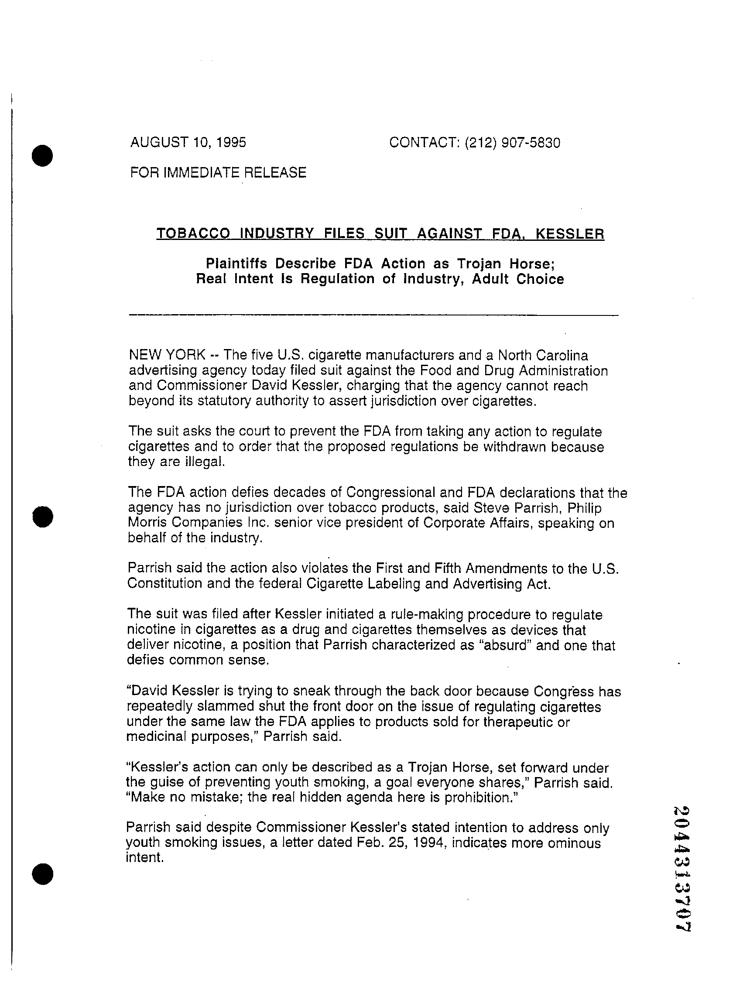 AUGUST 10, 1995 CONTACT: (212) 907-5830
FOR IMMEDIATE RELEASE
TOBACCO INDUSTRY FILES SUIT AGAINST FDA, KESSLER
Plaintiffs Describe FDA Action as Trojan Horse;
Real Intent Is Regulation of Industry, Adult Choice
NEW YORK -- The five U.S. cigarette manufacturers and a North Carolina
advertising agency today filed suit against the Food and Drug Administration
and Commissioner David Kessler, charging that the agency cannot reach
beyond its statutory authority to assert jurisdiction over cigarettes.
The suit asks the court to prevent the FDA from taking any action to regulate
cigarettes and to order that the proposed regulations be withdrawn because
they are illegal.
The FDA action defies decades of Congressional and FDA declarations that the
agency has no jurisdiction over tobacco products, said Steve Parrish, Philip
Morris Companies Inc. senior vice president of Corporate Affairs, speaking on
behalf of the industry.
Parrish said the action also violates the First and Fifth Amendments to the U.S.
Constitution and the federal Cigarette Labeling and Advertising Act.
The suit was filed after Kessler initiated a rule-making procedure to regulate
nicotine in cigarettes as a drug and cigarettes themselves as devices that
deliver nicotine, a position that Parrish characterized as “absurd” and one that
defies common sense.
“David Kessler is trying to sneak through the back door because Congress has
repeatedly slammed shut the front door on the issue of regulating cigarettes
under the same law the FDA applies to products sold for therapeutic or
medicinal purposes,” Parrish said.
“Kessler’s action can only be described as a Trojan Horse, set forward under
the guise of preventing youth smoking, a goal everyone shares,” Parrish said.
“Make no mistake; the real hidden agenda here is prohibition.”
Parrish said despite Commissioner Kessler’s stated intention to address only
youth smoking issues, a letter dated Feb. 25, 1994, indicates more ominous
intent.
2044313707